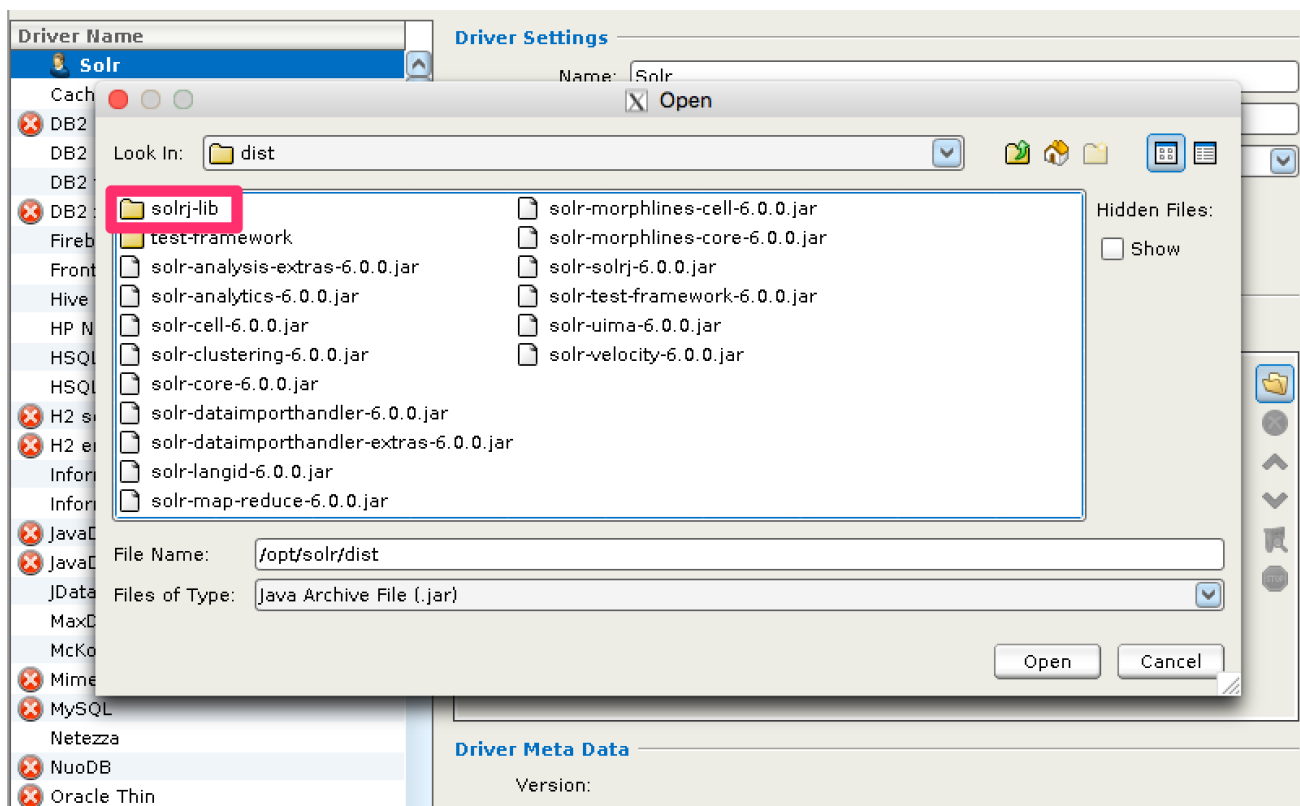 Driver Name
Solr
Cach
DB2
DB2
DB2
DB2
Fireb
Front
Hive
HP N
HSQL
HSQL
H2 s
H2 e
Infor
Infor
JavaD
JavaD
JData
MaxD
McKo
Mime
MySQL
Netezza
NuoDB
Oracle Thin
Driver Settings
Name: Solr
Open
Look In: dist
solrj-lib
test-framework
solr-analysis-extras-6.0.0.jar
solr-analytics-6.0.0.jar
solr-cell-6.0.0.jar
solr-clustering-6.0.0.jar
solr-core-6.0.0.jar
solr-dataimporthandler-6.0.0.jar
solr-dataimporthandler-extras-6.0.0.jar
solr-langid-6.0.0.jar
solr-map-reduce-6.0.0.jar
solr-morphlines-cell-6.0.0.jar
solr-morphlines-core-6.0.0.jar
solr-solrj-6.0.0.jar
solr-test-framework-6.0.0.jar
solr-uima-6.0.0.jar
solr-velocity-6.0.0.jar
Hidden Files:
Show
File Name: /opt/solr/dist
Files of Type: Java Archive File (.jar)
Open
Cancel
STOP
Driver Meta Data
Version: